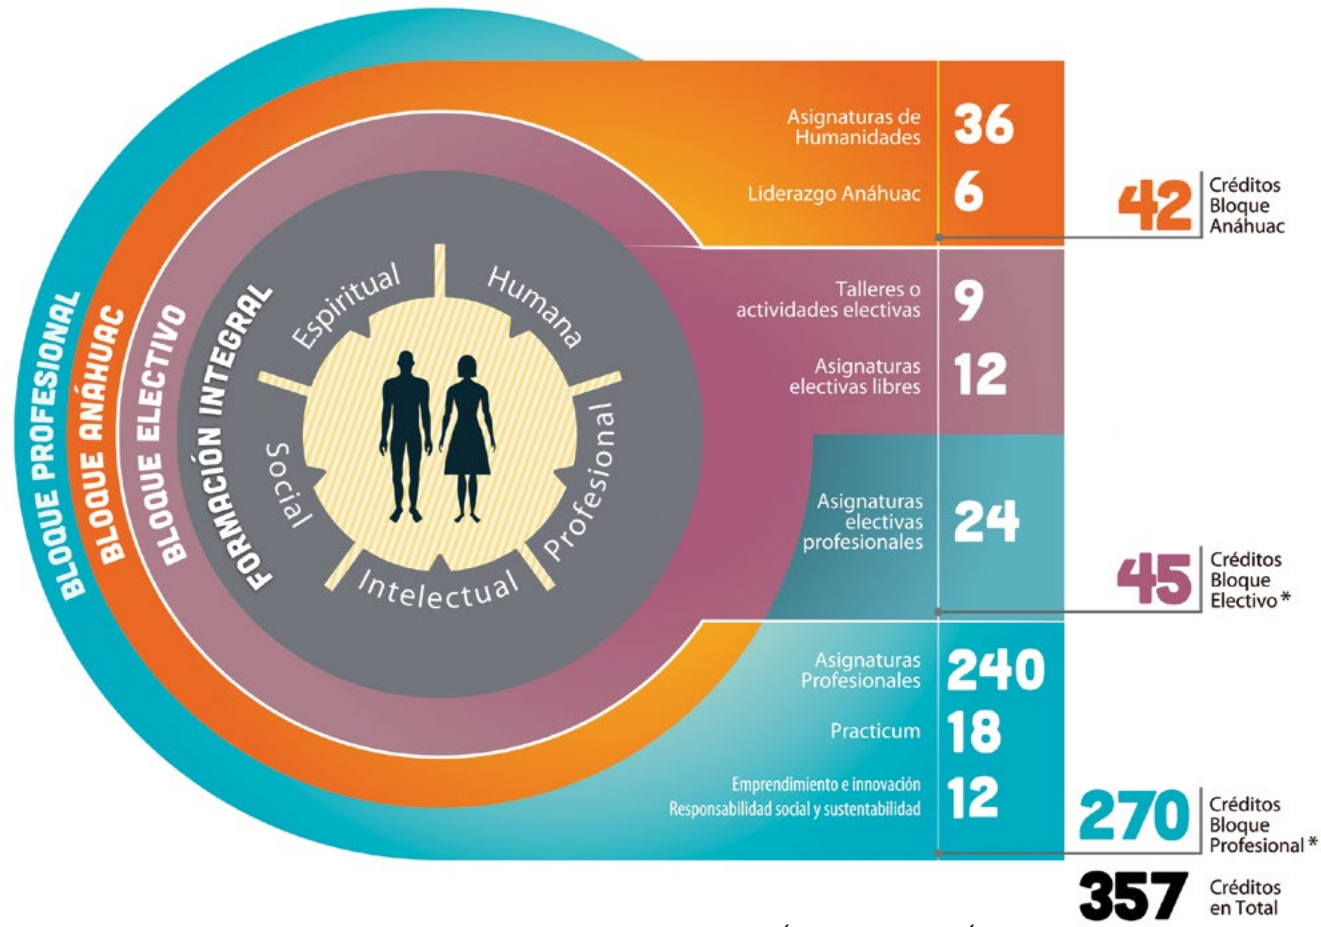 BLOQUE PROFESIONAL
BLOQUE ANÁHUAC
BLOQUE ELECTIVO
FORMACIÓN INTEGRAL
Espiritual
Humana
Social
Profesional
Intelectual
Asignaturas de
Humanidades
36
Liderazgo Anáhuac
6
42
Créditos
Bloque
Anáhuac
Talleres o
actividades electivas
9
Asignaturas
electivas libres
12
Asignaturas
electivas
profesionales
24
45
Créditos
Bloque
Electivo *
Asignaturas
Profesionales
240
Practicum
18
Emprendimiento e innovación
Responsabilidad social y sustentabilidad
12
270
Créditos
Bloque
Profesional *
357
Créditos
en Total